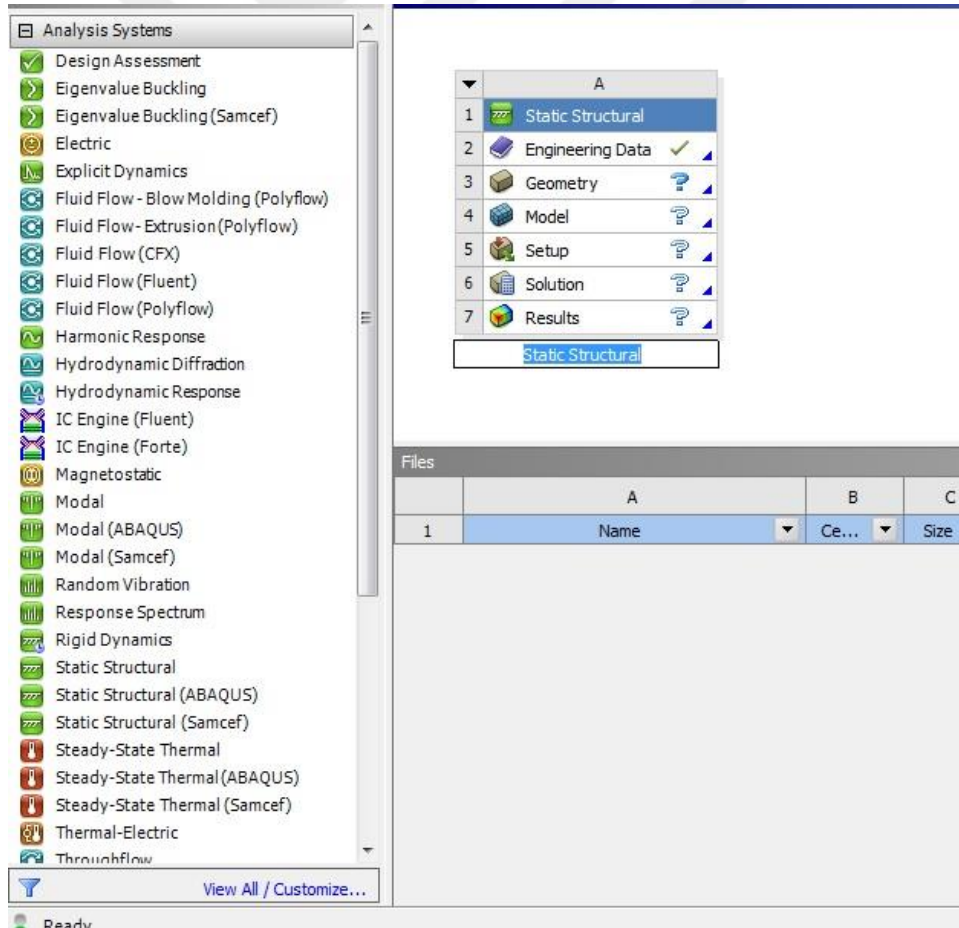 Analysis Systems
Design Assessment
Eigenvalue Buckling
Eigenvalue Buckling (Samcef)
Electric
Explicit Dynamics
Fluid Flow - Blow Molding (Polyflow)
Fluid Flow - Extrusion (Polyflow)
Fluid Flow (CFX)
Fluid Flow (Fluent)
Fluid Flow (Polyflow)
Harmonic Response
Hydrodynamic Diffraction
Hydrodynamic Response
IC Engine (Fluent)
IC Engine (Forte)
Magnetostatic
Modal
Modal (ABAQUS)
Modal (Samcef)
Random Vibration
Response Spectrum
Rigid Dynamics
Static Structural
Static Structural (ABAQUS)
Static Structural (Samcef)
Steady-State Thermal
Steady-State Thermal (ABAQUS)
Steady-State Thermal (Samcef)
Thermal-Electric
Throughflow
View All / Customize...
Ready
A
1 Static Structural
2 Engineering Data
3 Geometry ?
4 Model ?
5 Setup ?
6 Solution ?
7 Results ?
Static Structural
Files
A B C
1 Name Ce... Size